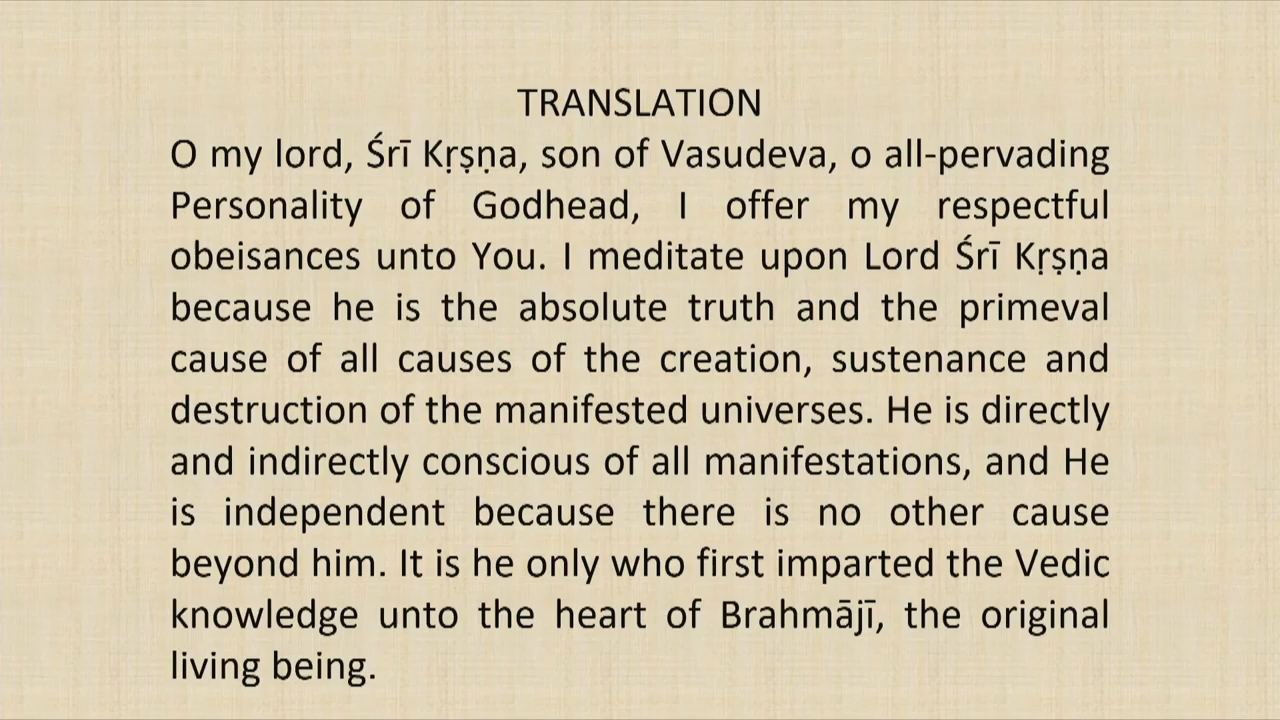 TRANSLATION
O my lord, Śrī Kṛṣṇa, son of Vasudeva, o all-pervading
Personality of Godhead, I offer my respectful
obeisances unto You. I meditate upon Lord Śrī Kṛṣṇa
because he is the absolute truth and the primeval
cause of all causes of the creation, sustenance and
destruction of the manifested universes. He is directly
and indirectly conscious of all manifestations, and He
is independent because there is no other cause
beyond him. It is he only who first imparted the Vedic
knowledge unto the heart of Brahmājī, the original
living being.